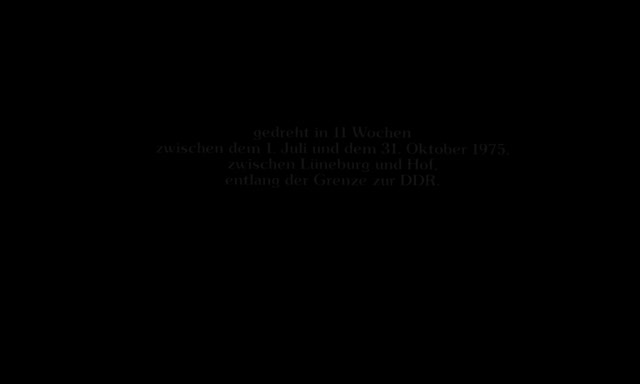 gedreht in 11 Wochen
zwischen dem 1. Juli und dem 31. Oktober 1975,
zwischen Lüneburg und Hof,
entlang der Grenze zur DDR.